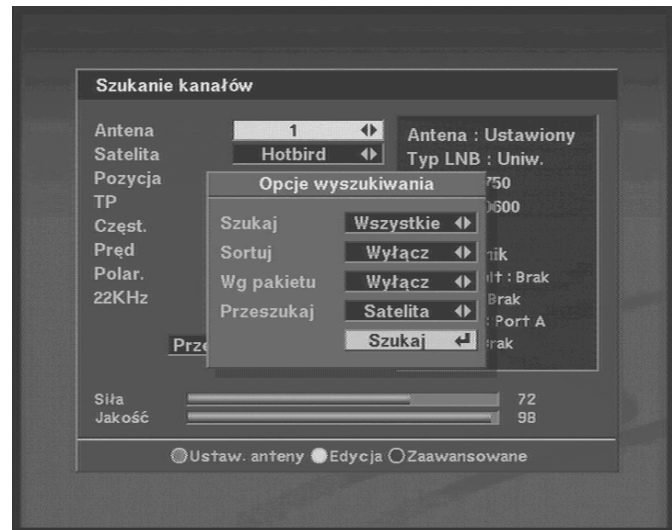 Szukanie kanałów
Antena 1
Satelita Hotbird
Pozycja
TP
Częst.
Pręd
Polar.
22KHz
Antena : Ustawiony
Typ LNB : Uniw.
750
0600
: Brak
Brak
: Port A
Opcje wyszukiwania
Szukaj Wszystkie
Sortuj Wyłącz
Wg pakietu Wyłącz
Przeszukaj Satelita
Szukaj
Siła 72
Jakość 98
Ustaw. anteny Edycja Zaawansowane